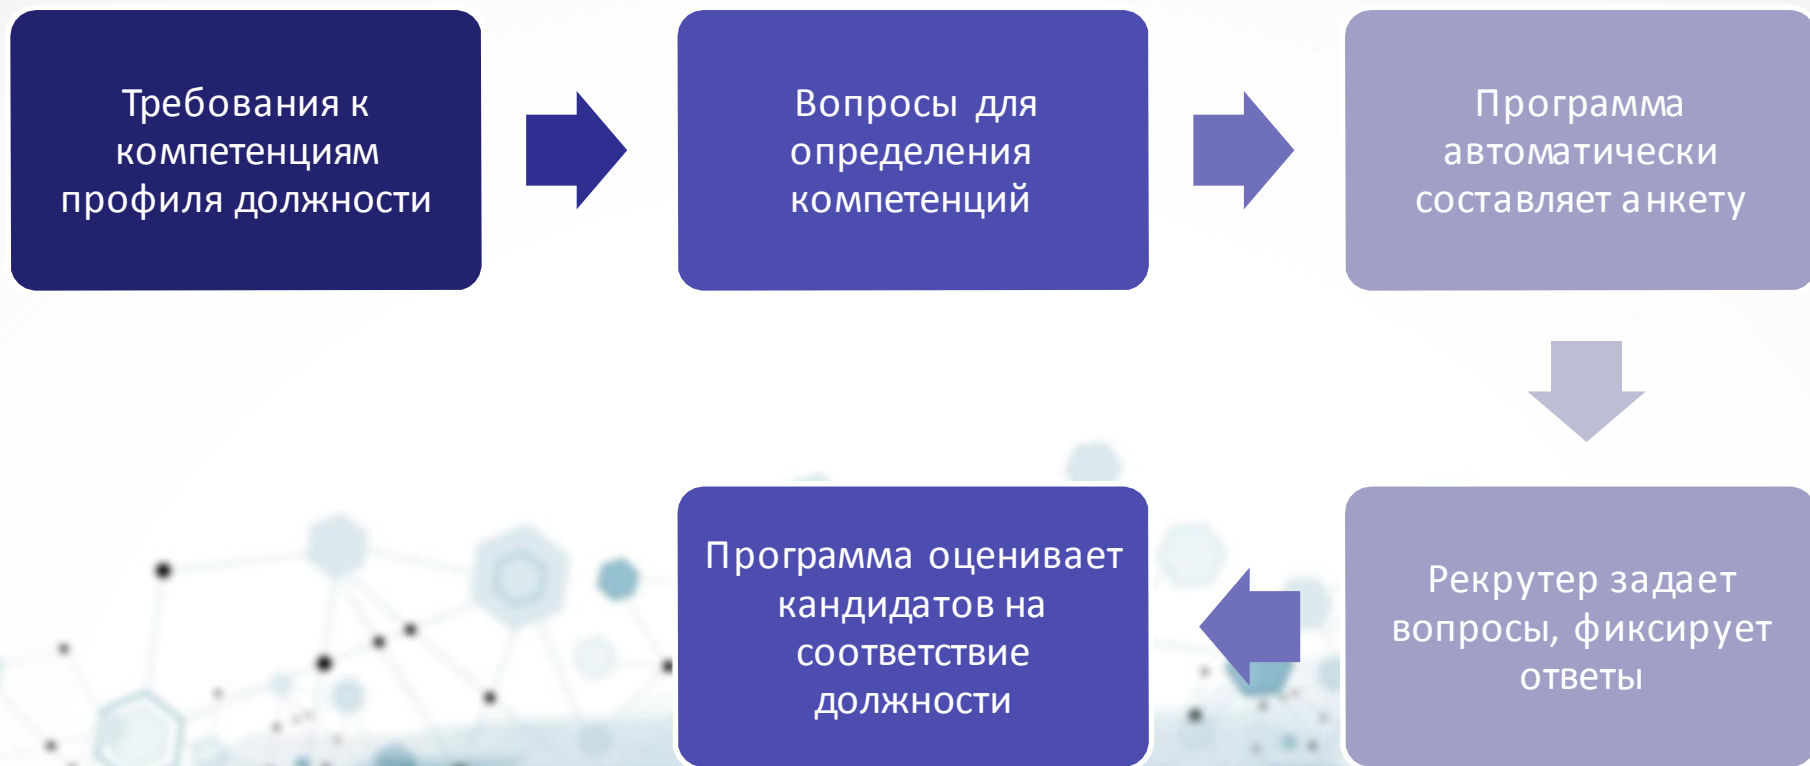 Требования к
компетенциям
профиля должности
Вопросы для
определения
компетенций
Программа
автоматически
составляет анкету
Рекрутер задает
вопросы, фиксирует
ответы
Программа оценивает
кандидатов на
соответствие
должности